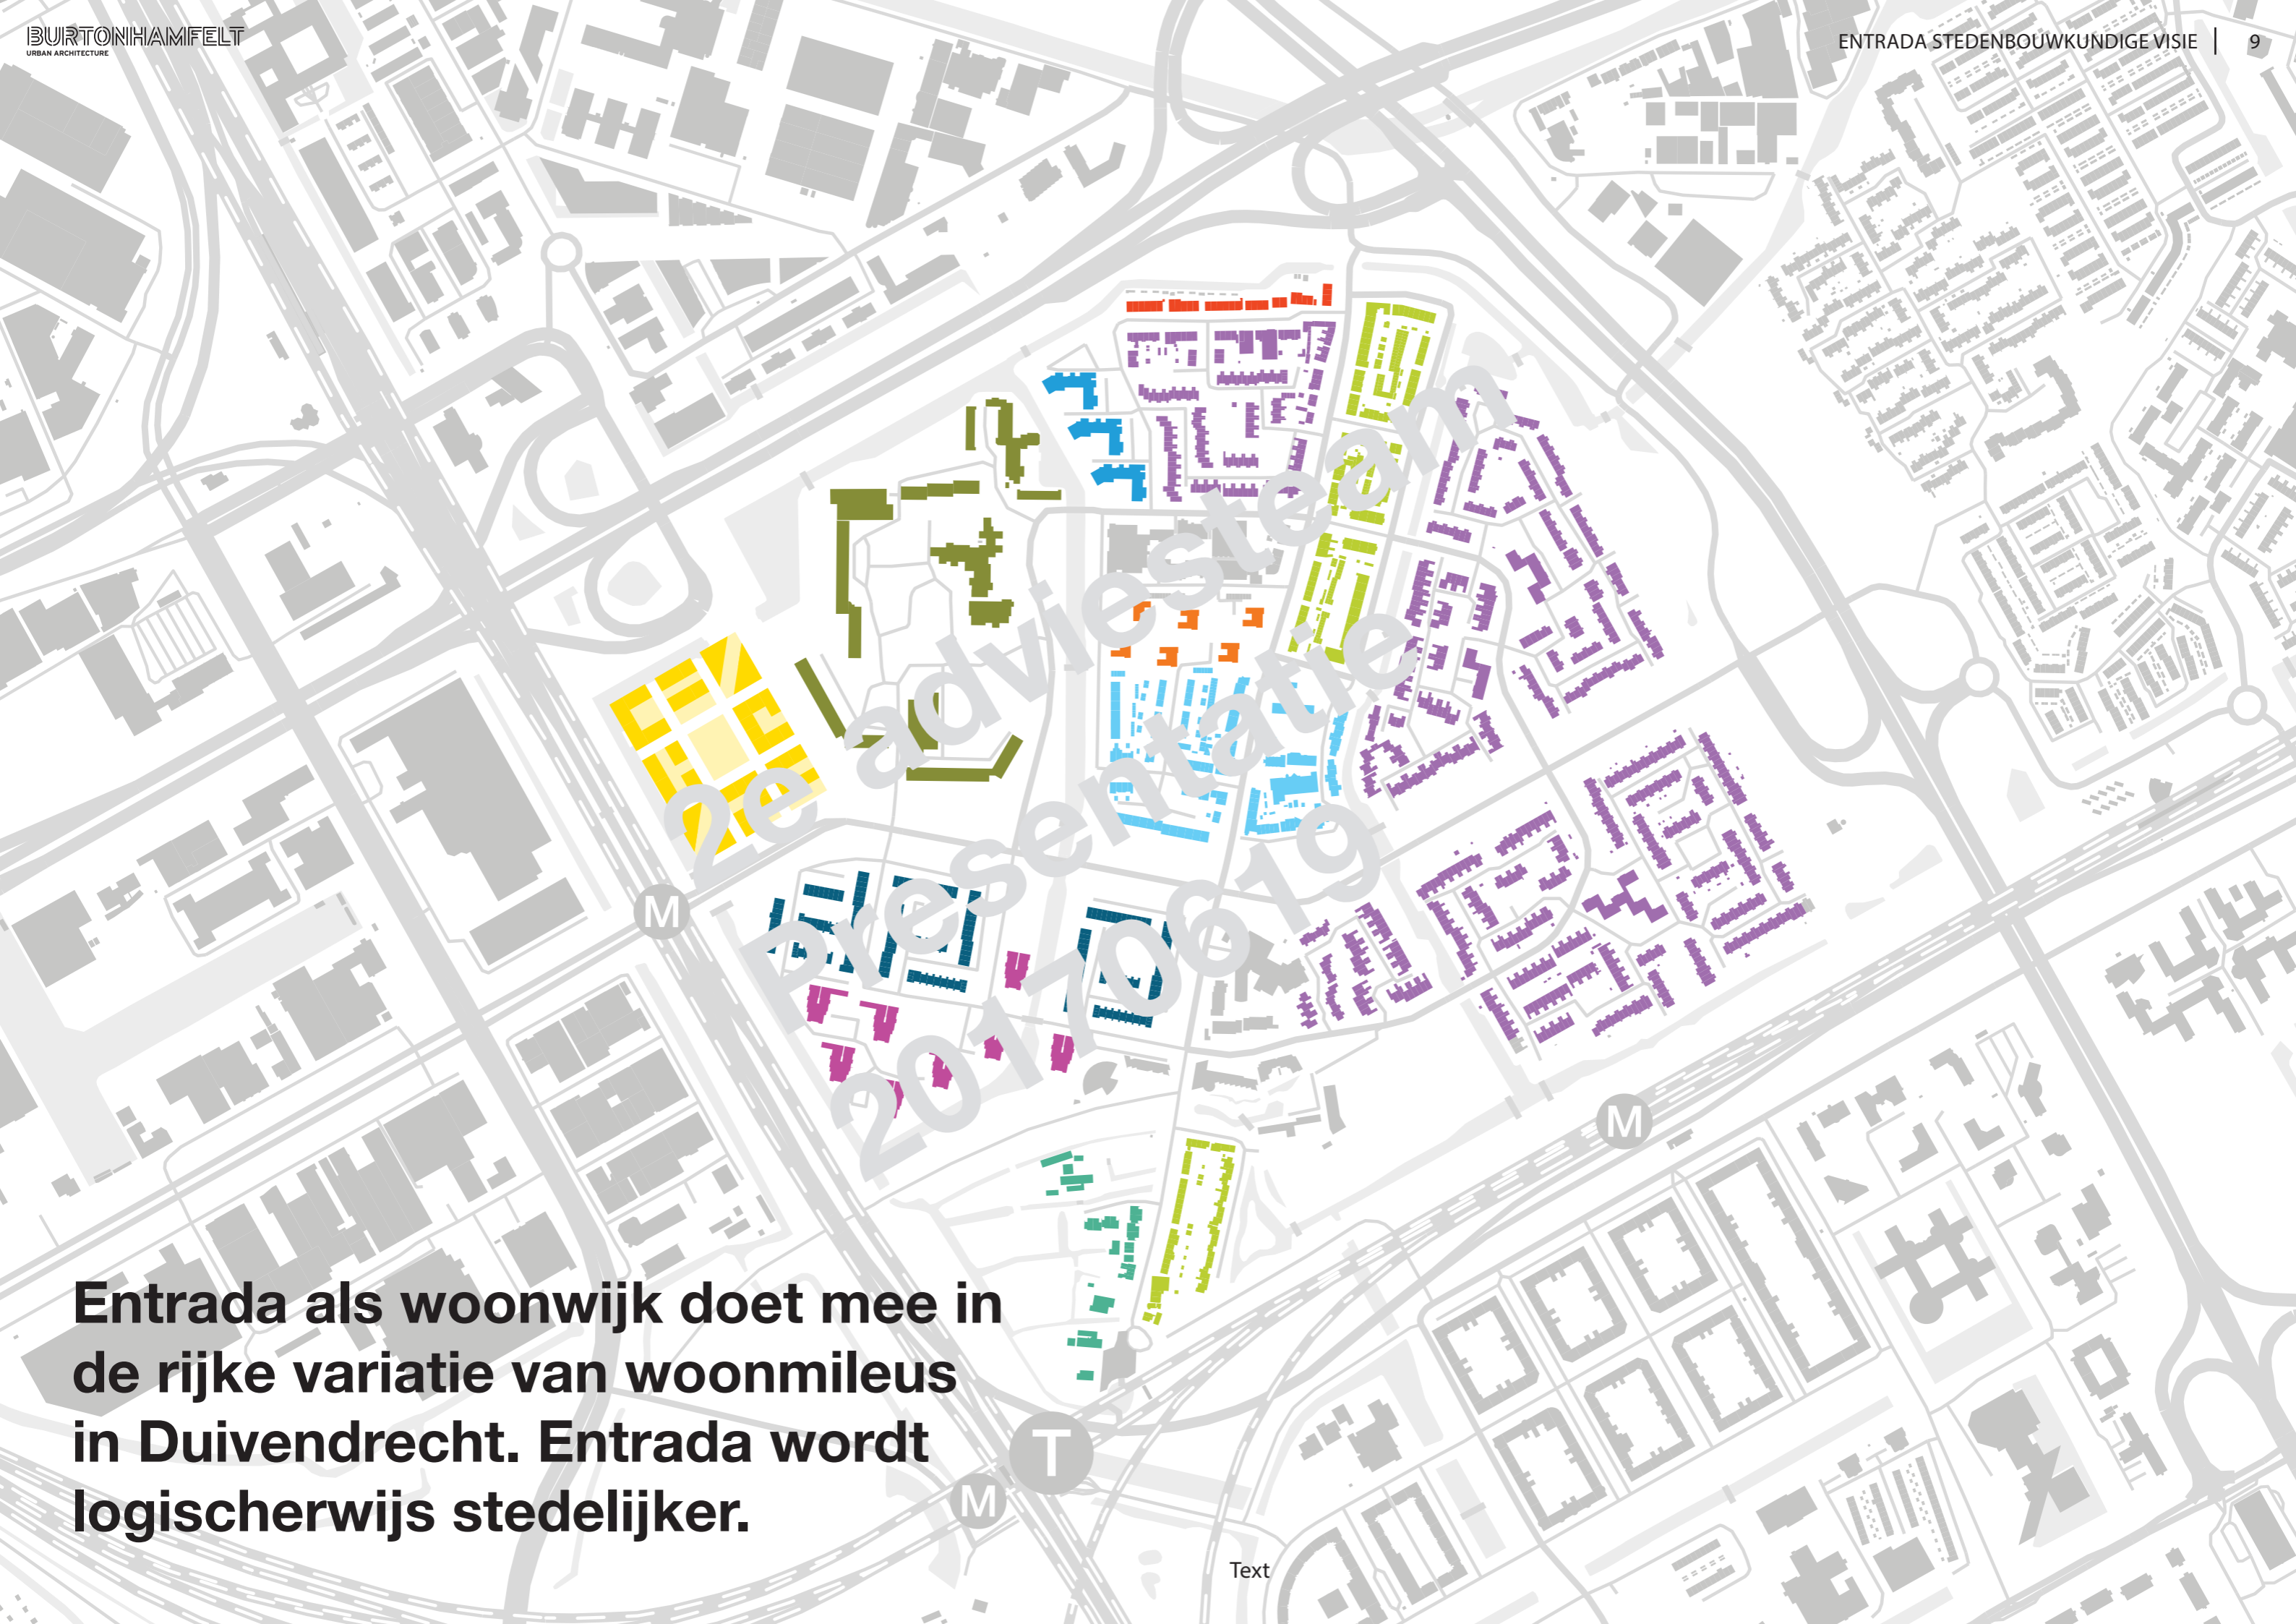 BURTONHAMFELT
URBAN ARCHITECTURE
ENTRADA STEDENBOUWKUNDIGE VISIE | 9
2e adviesteam
Presentatie
20170619
M
M
T
M
Entrada als woonwijk doet mee in
de rijke variatie van woonmileus
in Duivendrecht. Entrada wordt
logischerwijs stedelijker.
Text